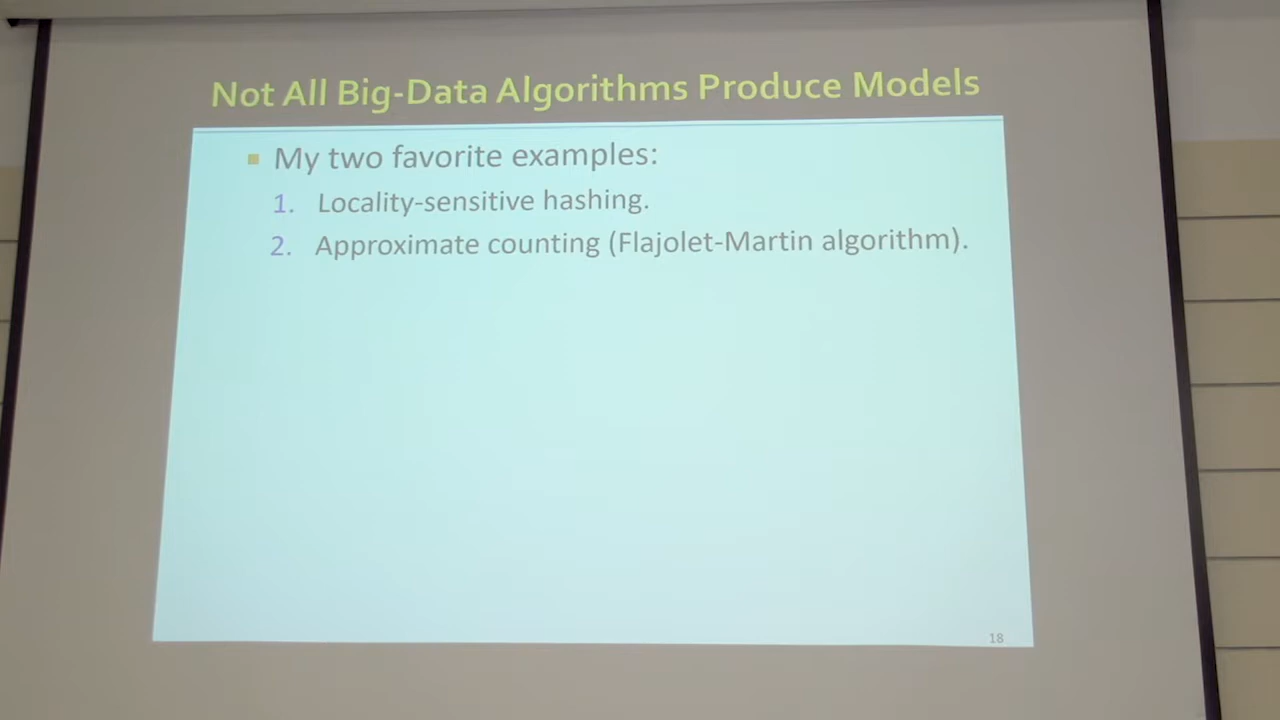 Not All Big-Data Algorithms Produce Models
My two favorite examples:
1. Locality-sensitive hashing.
2. Approximate counting (Flajolet-Martin algorithm).
18